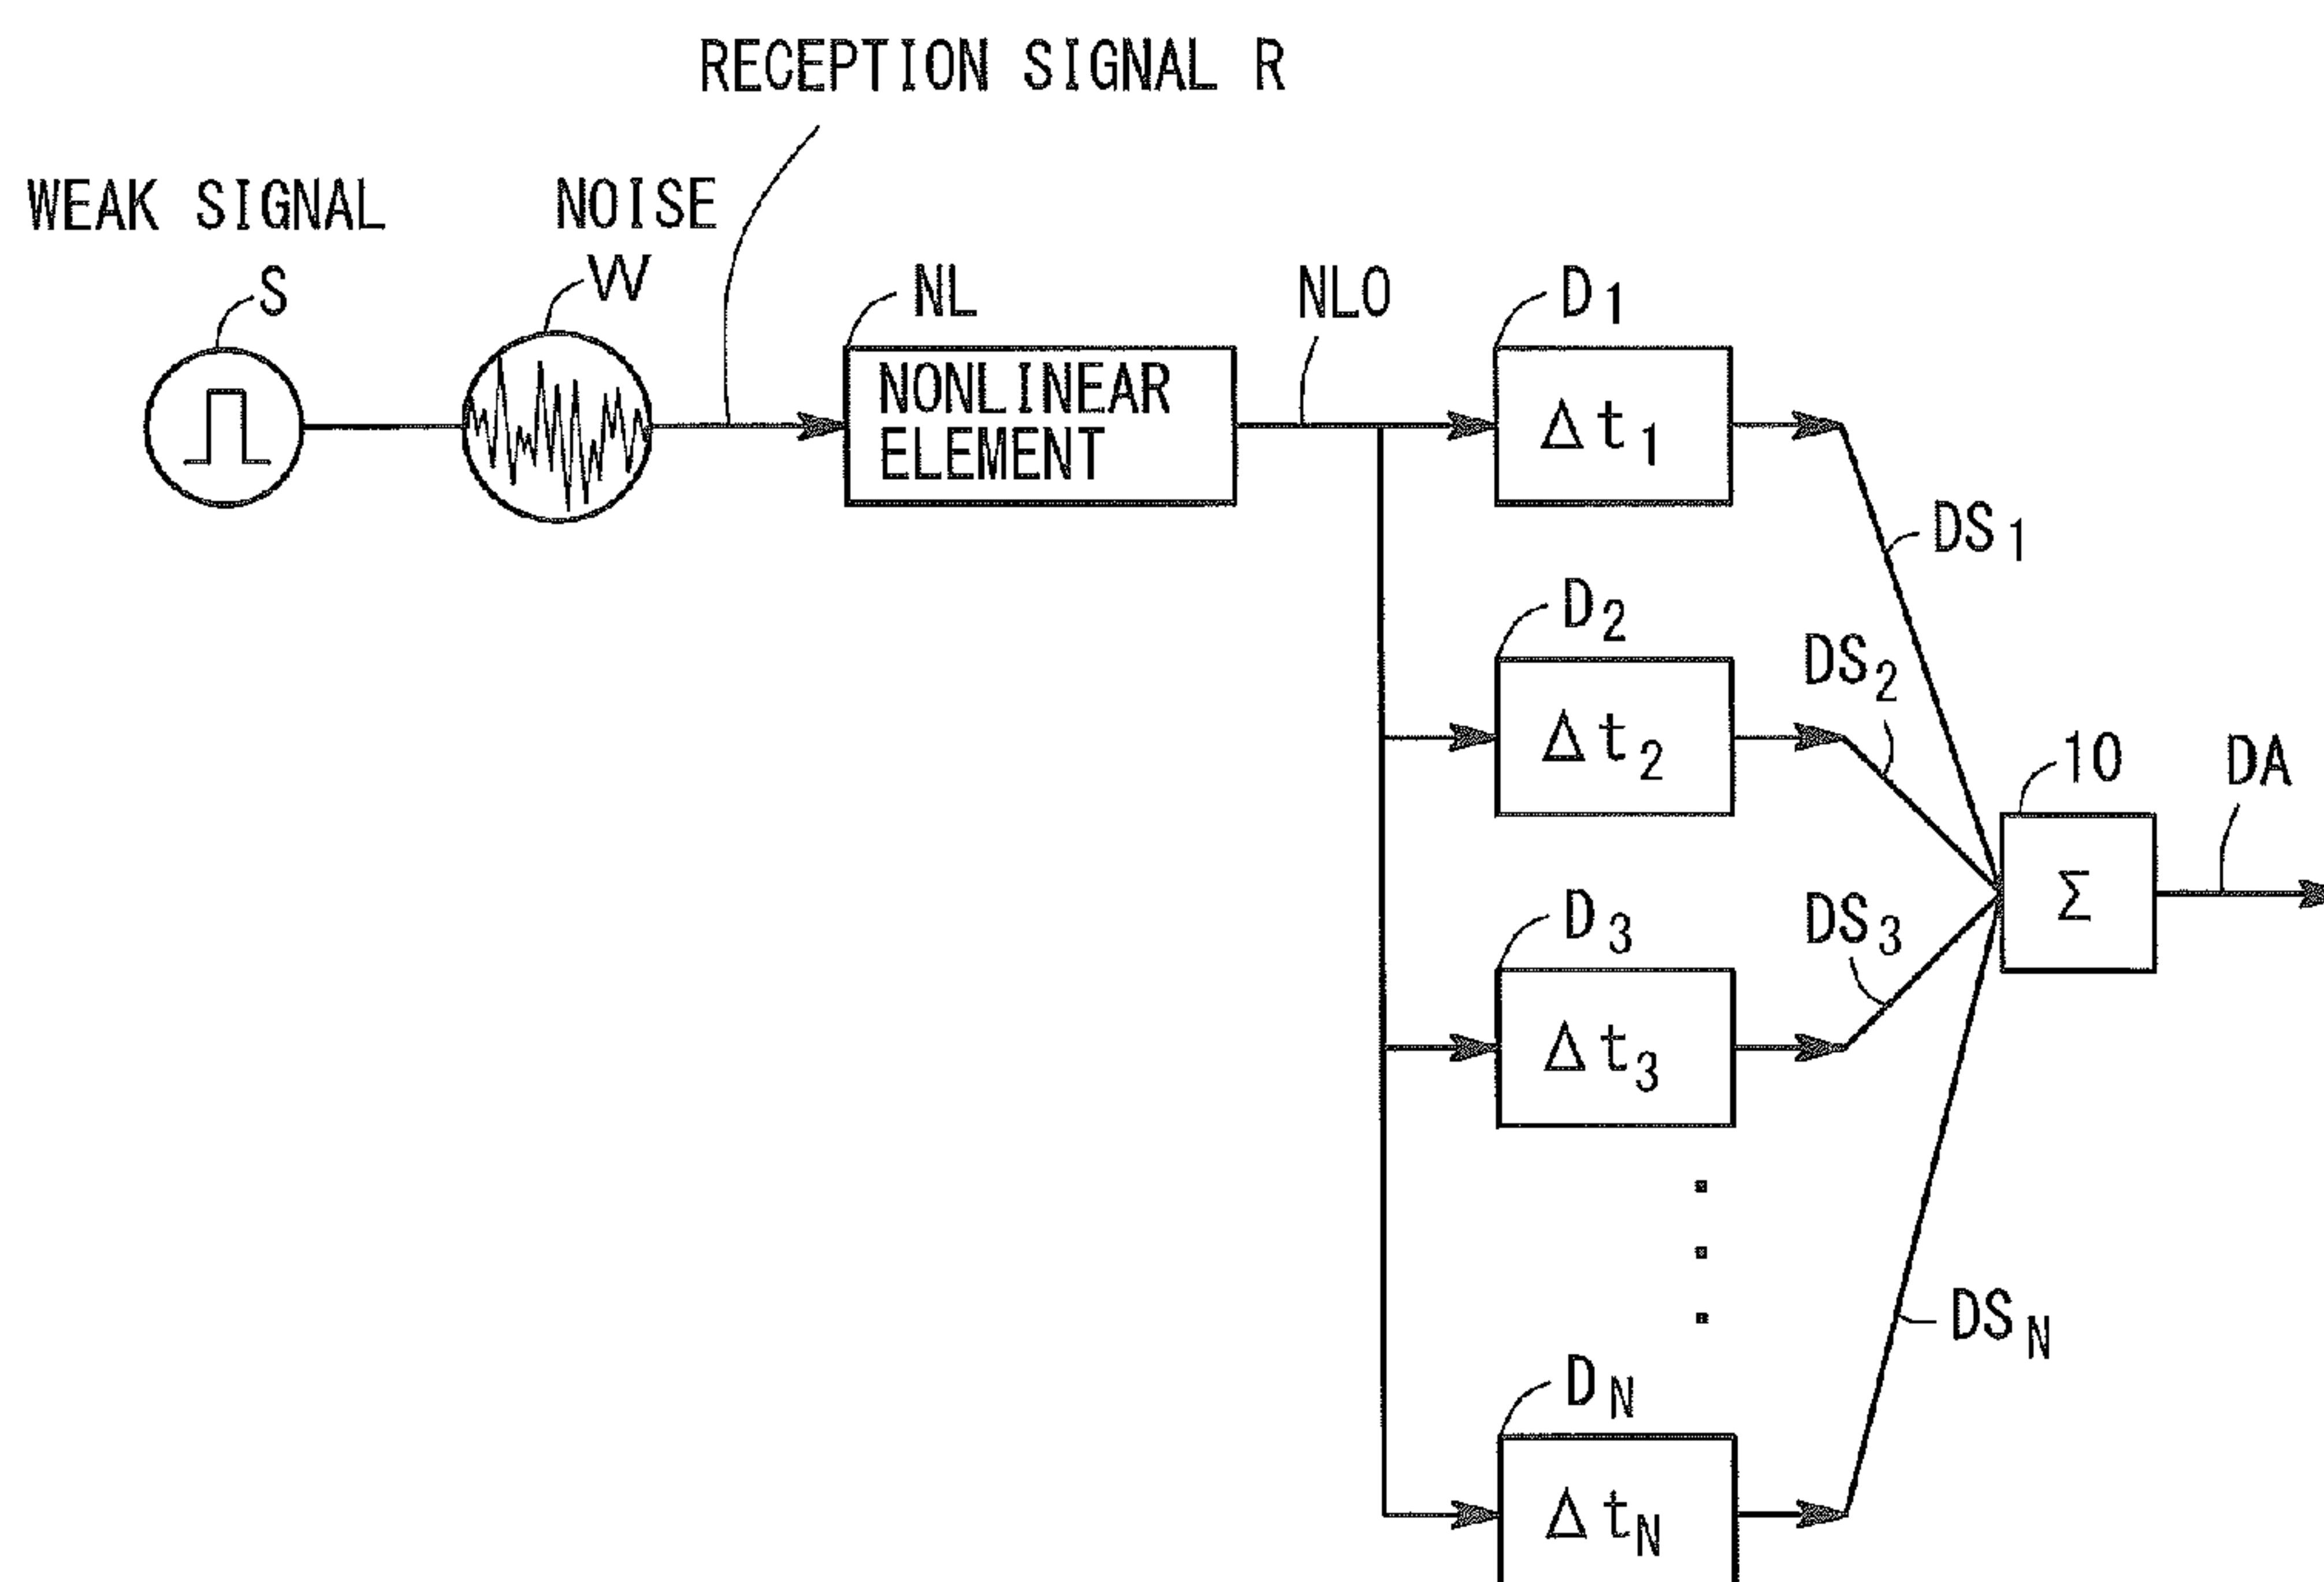 RECEPTION SIGNAL R
WEAK SIGNAL
S
NOISE
W
NL
NONLINEAR
ELEMENT
NLO
D1
Δt1
DS1
D2
Δt2
DS2
10
Σ
DA
D3
Δt3
DS3
DSN
DN
ΔtN